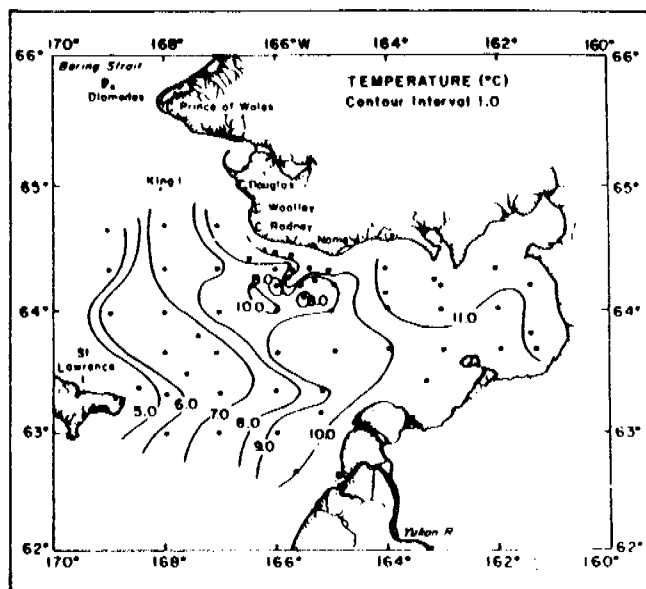 170° 168° 166°W 164° 162° 160°
66° 66°
Bering Strait
Diomedes
Prince of Wales
TEMPERATURE (°C)
Contour Interval 1.0
65° 65°
King I
Douglas
C Woolley
C Rodney
Nome
64° 64°
8.0
10.0
8.0
11.0
St
Lawrence
5.0 6.0 7.0 8.0 9.0 10.0
63° 63°
Yukon R
62° 62°
170° 168° 166° 164° 162° 160°